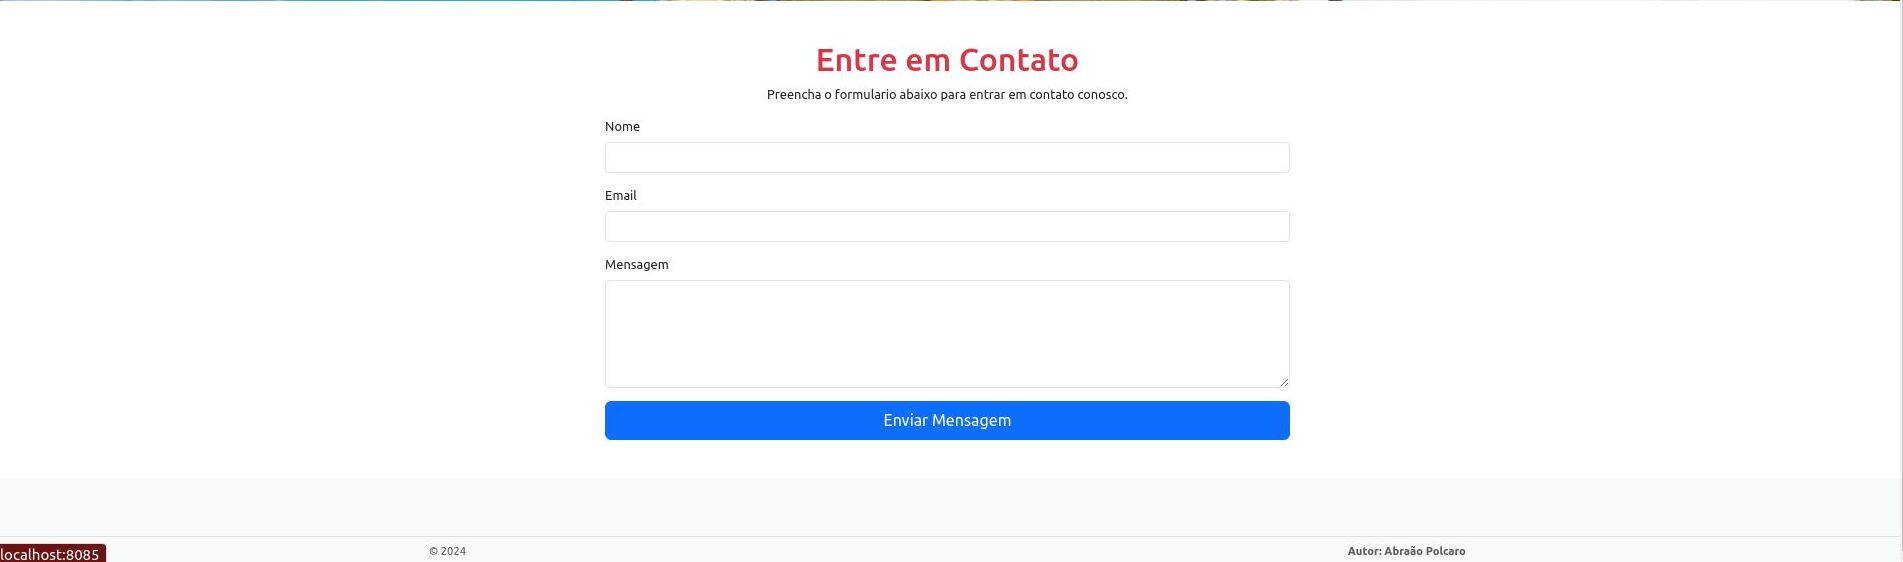 Entre em Contato
Preencha o formulario abaixo para entrar em contato conosco.
Nome
Email
Mensagem
Enviar Mensagem
© 2024
Autor: Abraão Polcaro
localhost:8085